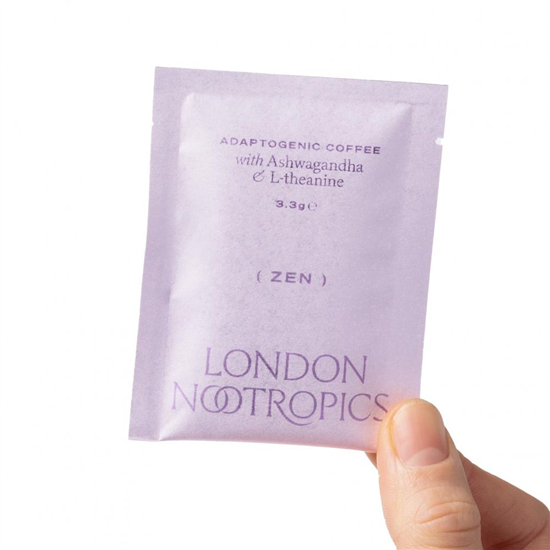 ADAPTOGENIC COFFEE
with Ashwagandha
& L-theanine
3.3g ℮
( ZEN )
LONDON
NOOTROPICS